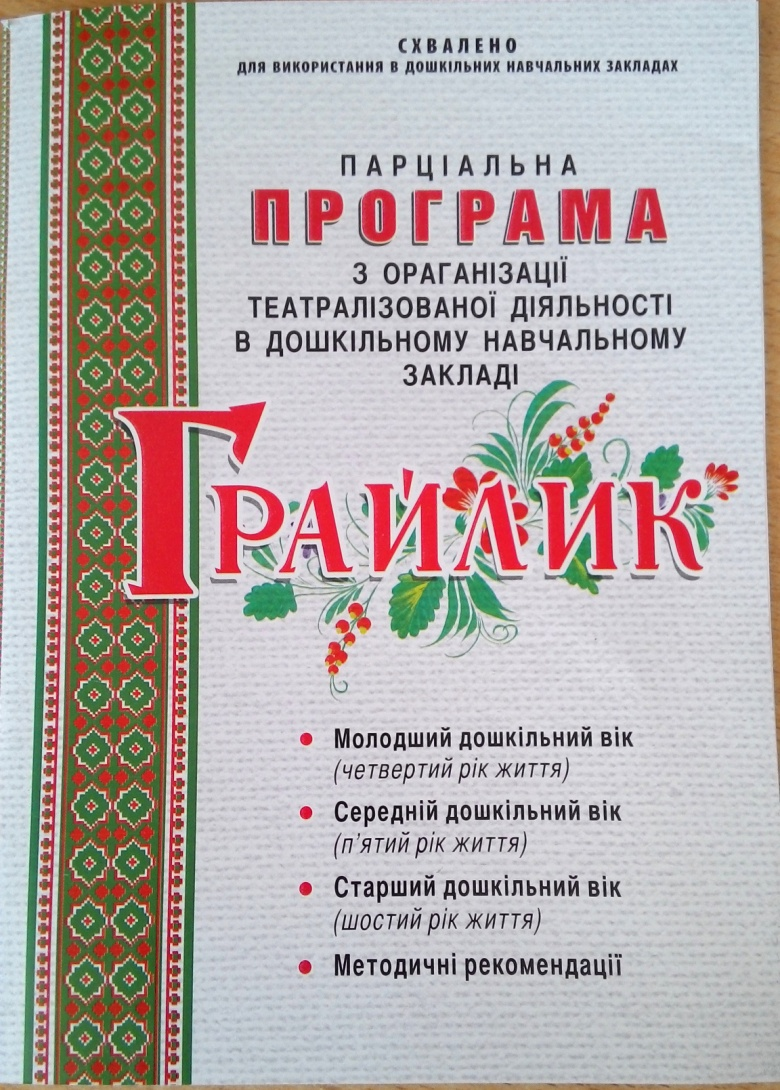 СХВАЛЕНО
ДЛЯ ВИКОРИСТАННЯ В ДОШКІЛЬНИХ НАВЧАЛЬНИХ ЗАКЛАДАХ
ПАРЦІАЛЬНА
ПРОГРАМА
З ОРАГАНІЗАЦІЇ
ТЕАТРАЛІЗОВАНОЇ ДІЯЛЬНОСТІ
В ДОШКІЛЬНОМУ НАВЧАЛЬНОМУ
ЗАКЛАДІ
ГРАЙЛИК
• Молодший дошкільний вік
(четвертий рік життя)
• Середній дошкільний вік
(п'ятий рік життя)
• Старший дошкільний вік
(шостий рік життя)
• Методичні рекомендації